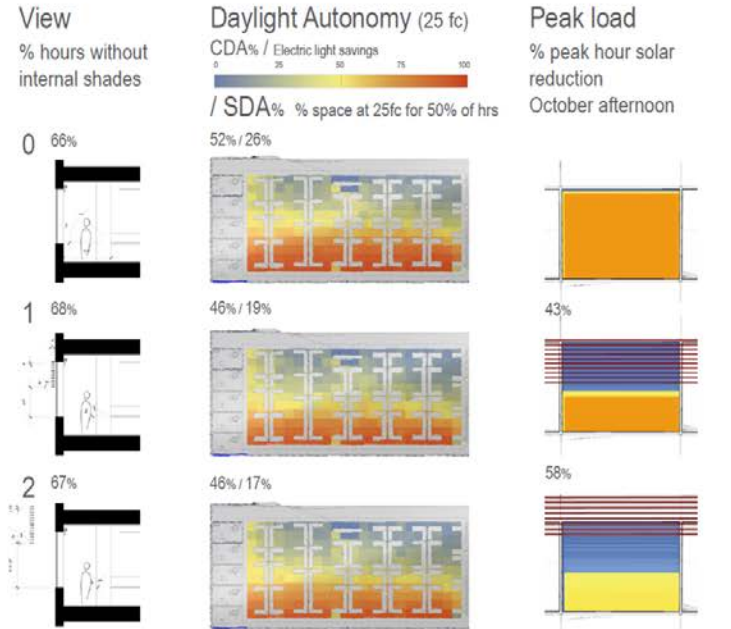 View
% hours without
internal shades
Daylight Autonomy (25 fc)
CDA% / Electric light savings
0 25 50 75 100
/ SDA% % space at 25fc for 50% of hrs
Peak load
% peak hour solar
reduction
October afternoon
0 66%
52% / 26%
1 68%
46% / 19%
43%
2 67%
46% / 17%
58%